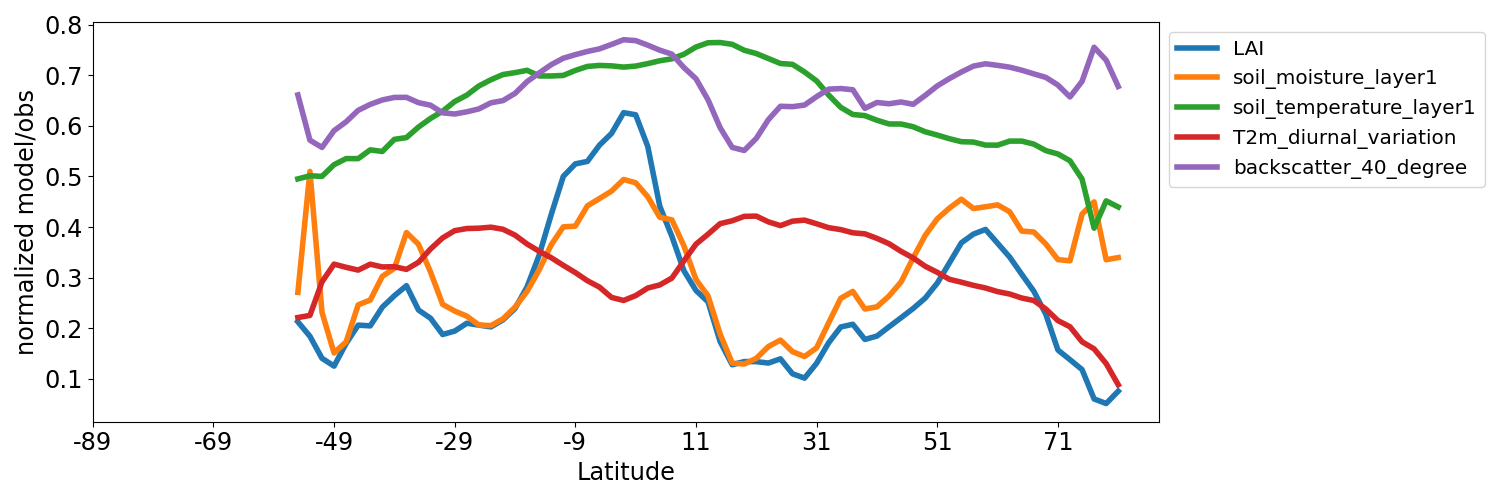 normalized model/obs
0.8
0.7
0.6
0.5
0.4
0.3
0.2
0.1
-89 -69 -49 -29 -9 11 31 51 71
Latitude
LAI
soil_moisture_layer1
soil_temperature_layer1
T2m_diurnal_variation
backscatter_40_degree